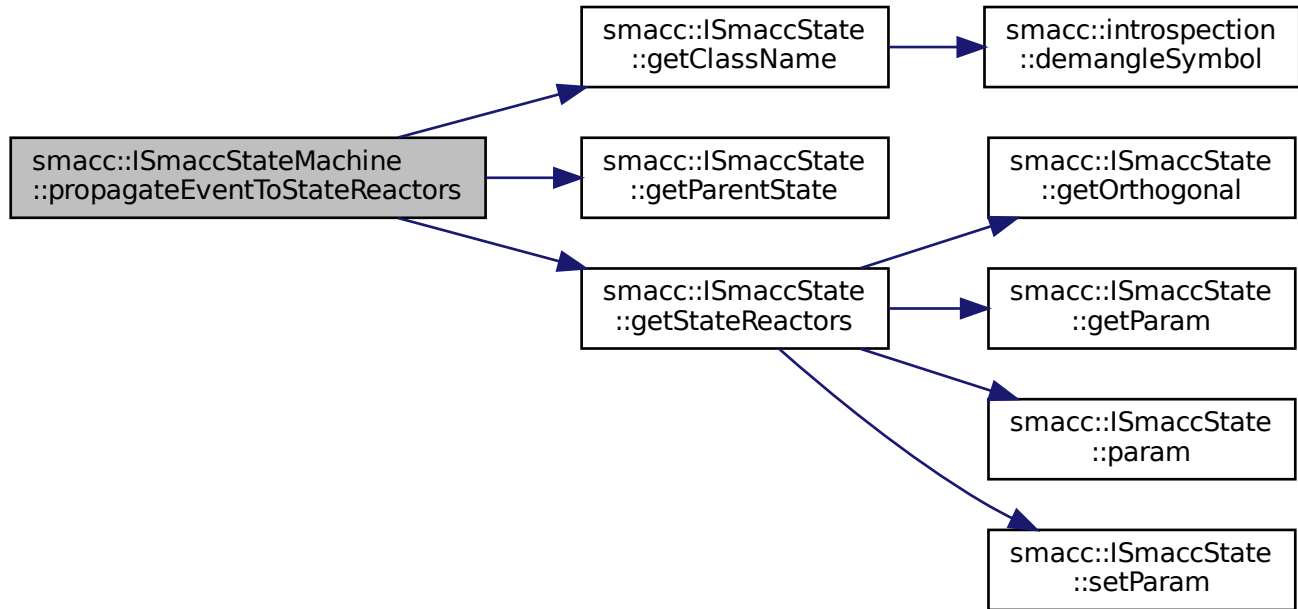 smacc::ISmaccState
::getClassName
smacc::introspection
::demangleSymbol
smacc::ISmaccStateMachine
::propagateEventToStateReactors
smacc::ISmaccState
::getParentState
smacc::ISmaccState
::getOrthogonal
smacc::ISmaccState
::getStateReactors
smacc::ISmaccState
::getParam
smacc::ISmaccState
::param
smacc::ISmaccState
::setParam